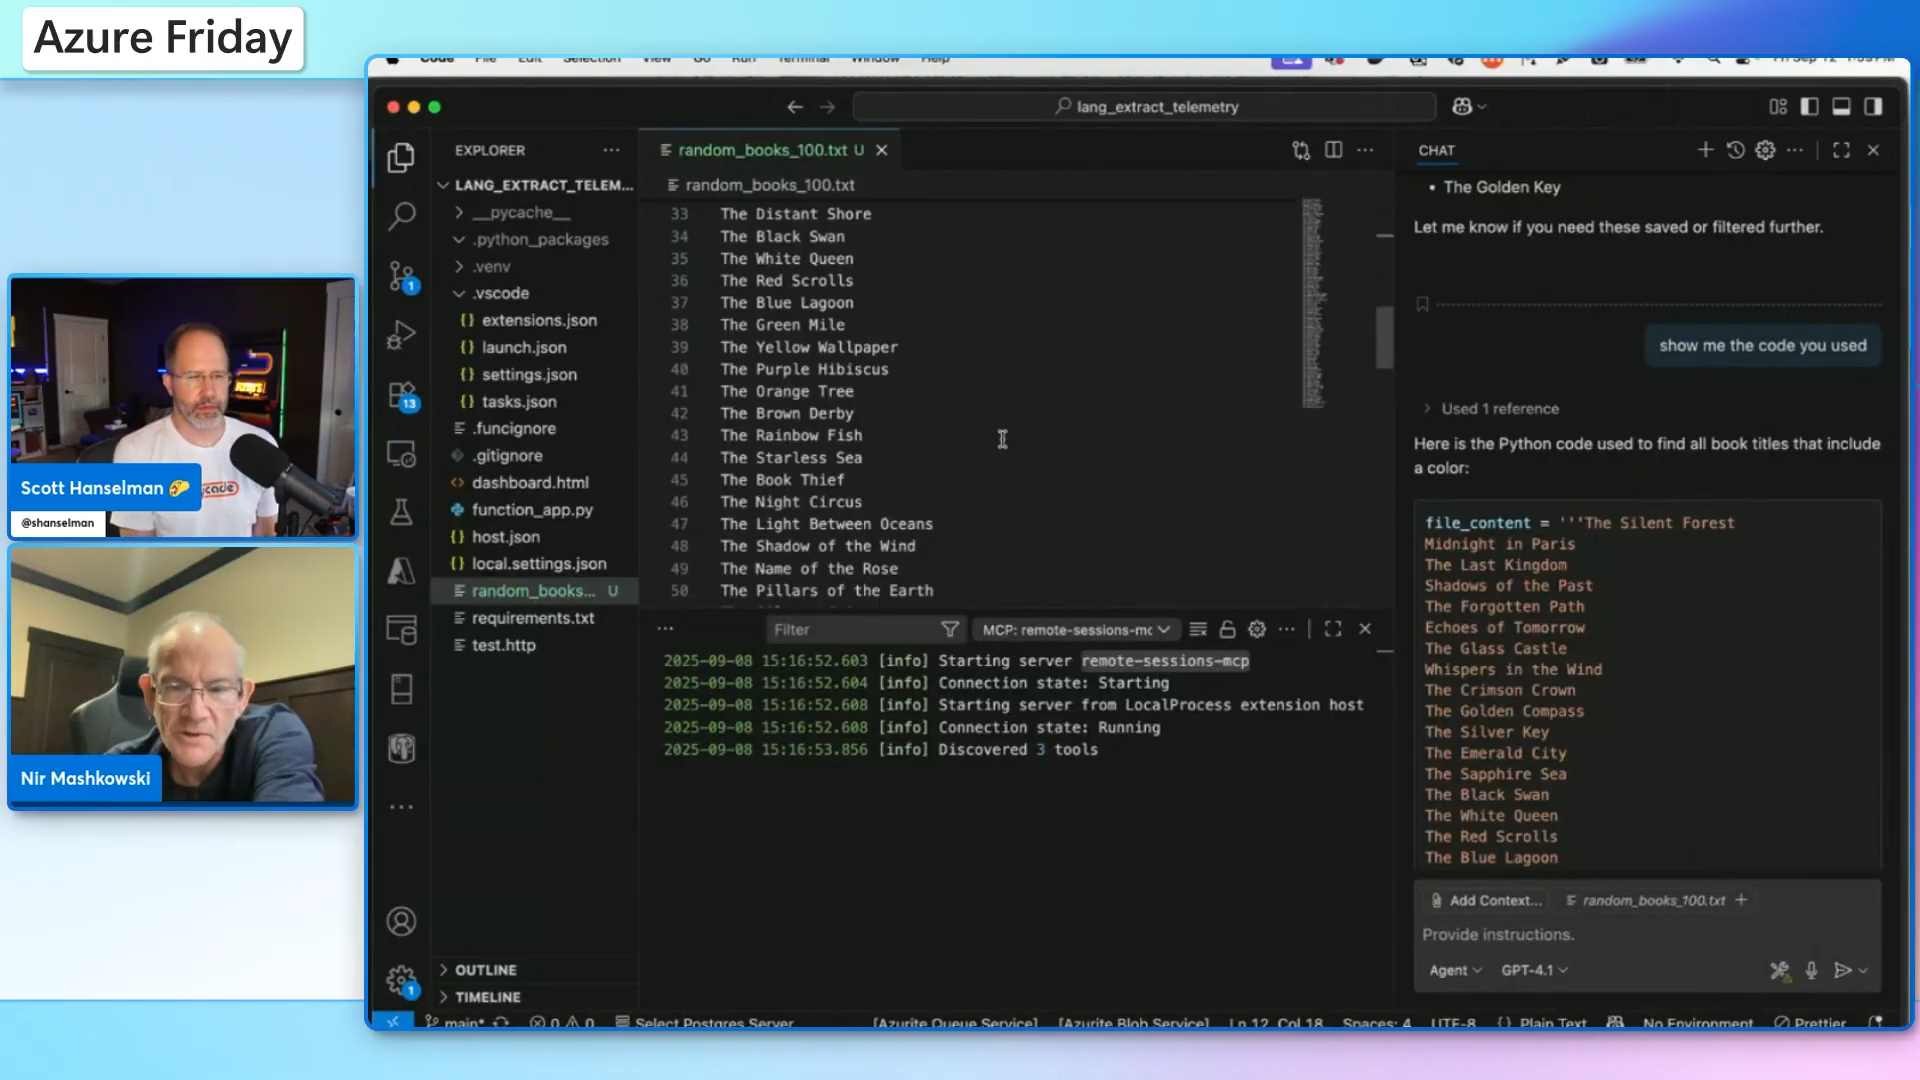 Azure Friday
Code File Edit Selection View Go Run Terminal Window Help
lang_extract_telemetry
EXPLORER
LANG_EXTRACT_TELEM...
__pycache__
.python_packages
.venv
.vscode
{} extensions.json
{} launch.json
{} settings.json
{} tasks.json
.funcignore
.gitignore
<> dashboard.html
function_app.py
{} host.json
{} local.settings.json
random_books... U
requirements.txt
test.http
OUTLINE
TIMELINE
1
13
1
random_books_100.txt U
random_books_100.txt
33 The Distant Shore
34 The Black Swan
35 The White Queen
36 The Red Scrolls
37 The Blue Lagoon
38 The Green Mile
39 The Yellow Wallpaper
40 The Purple Hibiscus
41 The Orange Tree
42 The Brown Derby
43 The Rainbow Fish
44 The Starless Sea
45 The Book Thief
46 The Night Circus
47 The Light Between Oceans
48 The Shadow of the Wind
49 The Name of the Rose
50 The Pillars of the Earth
Filter
MCP: remote-sessions-mc
2025-09-08 15:16:52.603 [info] Starting server remote-sessions-mcp
2025-09-08 15:16:52.604 [info] Connection state: Starting
2025-09-08 15:16:52.608 [info] Starting server from LocalProcess extension host
2025-09-08 15:16:52.608 [info] Connection state: Running
2025-09-08 15:16:53.856 [info] Discovered 3 tools
CHAT
• The Golden Key
Let me know if you need these saved or filtered further.
show me the code you used
Used 1 reference
Here is the Python code used to find all book titles that include
a color:
file_content = '''The Silent Forest
Midnight in Paris
The Last Kingdom
Shadows of the Past
The Forgotten Path
Echoes of Tomorrow
The Glass Castle
Whispers in the Wind
The Crimson Crown
The Golden Compass
The Silver Key
The Emerald City
The Sapphire Sea
The Black Swan
The White Queen
The Red Scrolls
The Blue Lagoon
Add Context...
random_books_100.txt +
Provide instructions.
Agent
GPT-4.1
main*
0 0
Select Postgres Server
[Azurite Queue Service]
[Azurite Blob Service]
Ln 12, Col 18
Spaces: 4
UTF-8
{} Plain Text
No Environment
Prettier
Scott Hanselman
@shanselman
Nir Mashkowski